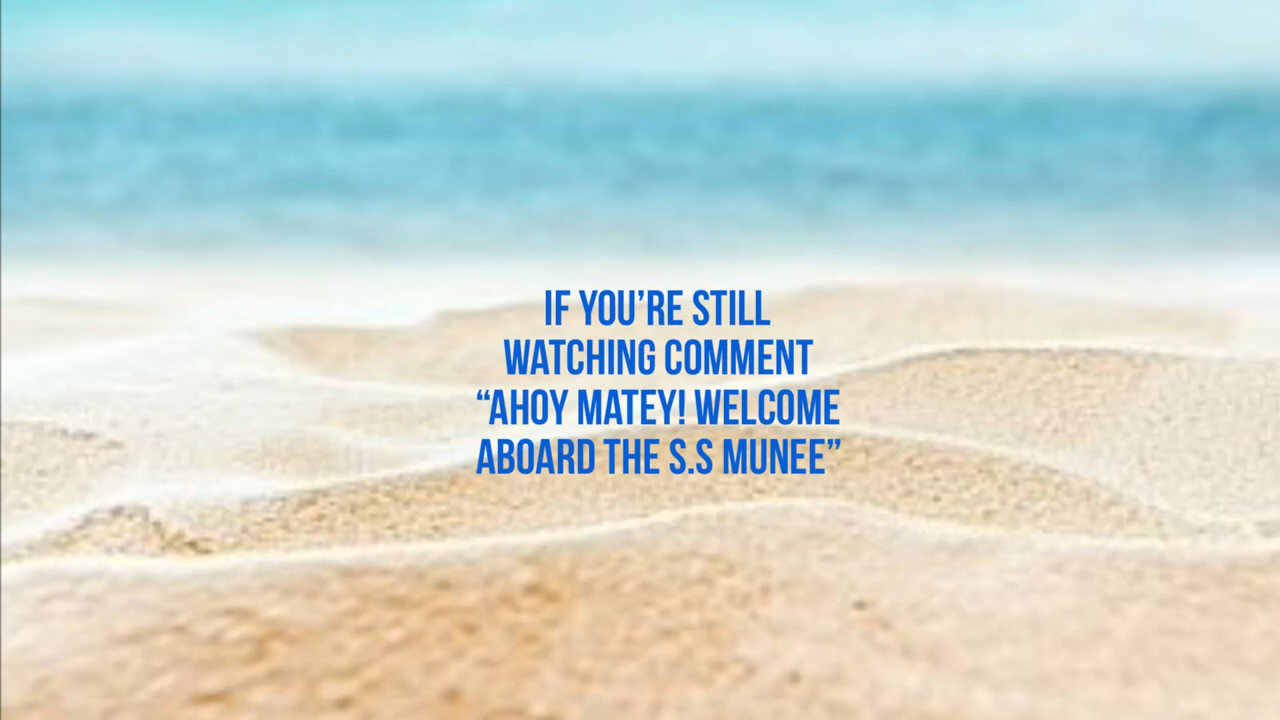 IF YOU’RE STILL
WATCHING COMMENT
“AHOY MATEY! WELCOME
ABOARD THE S.S MUNEE”